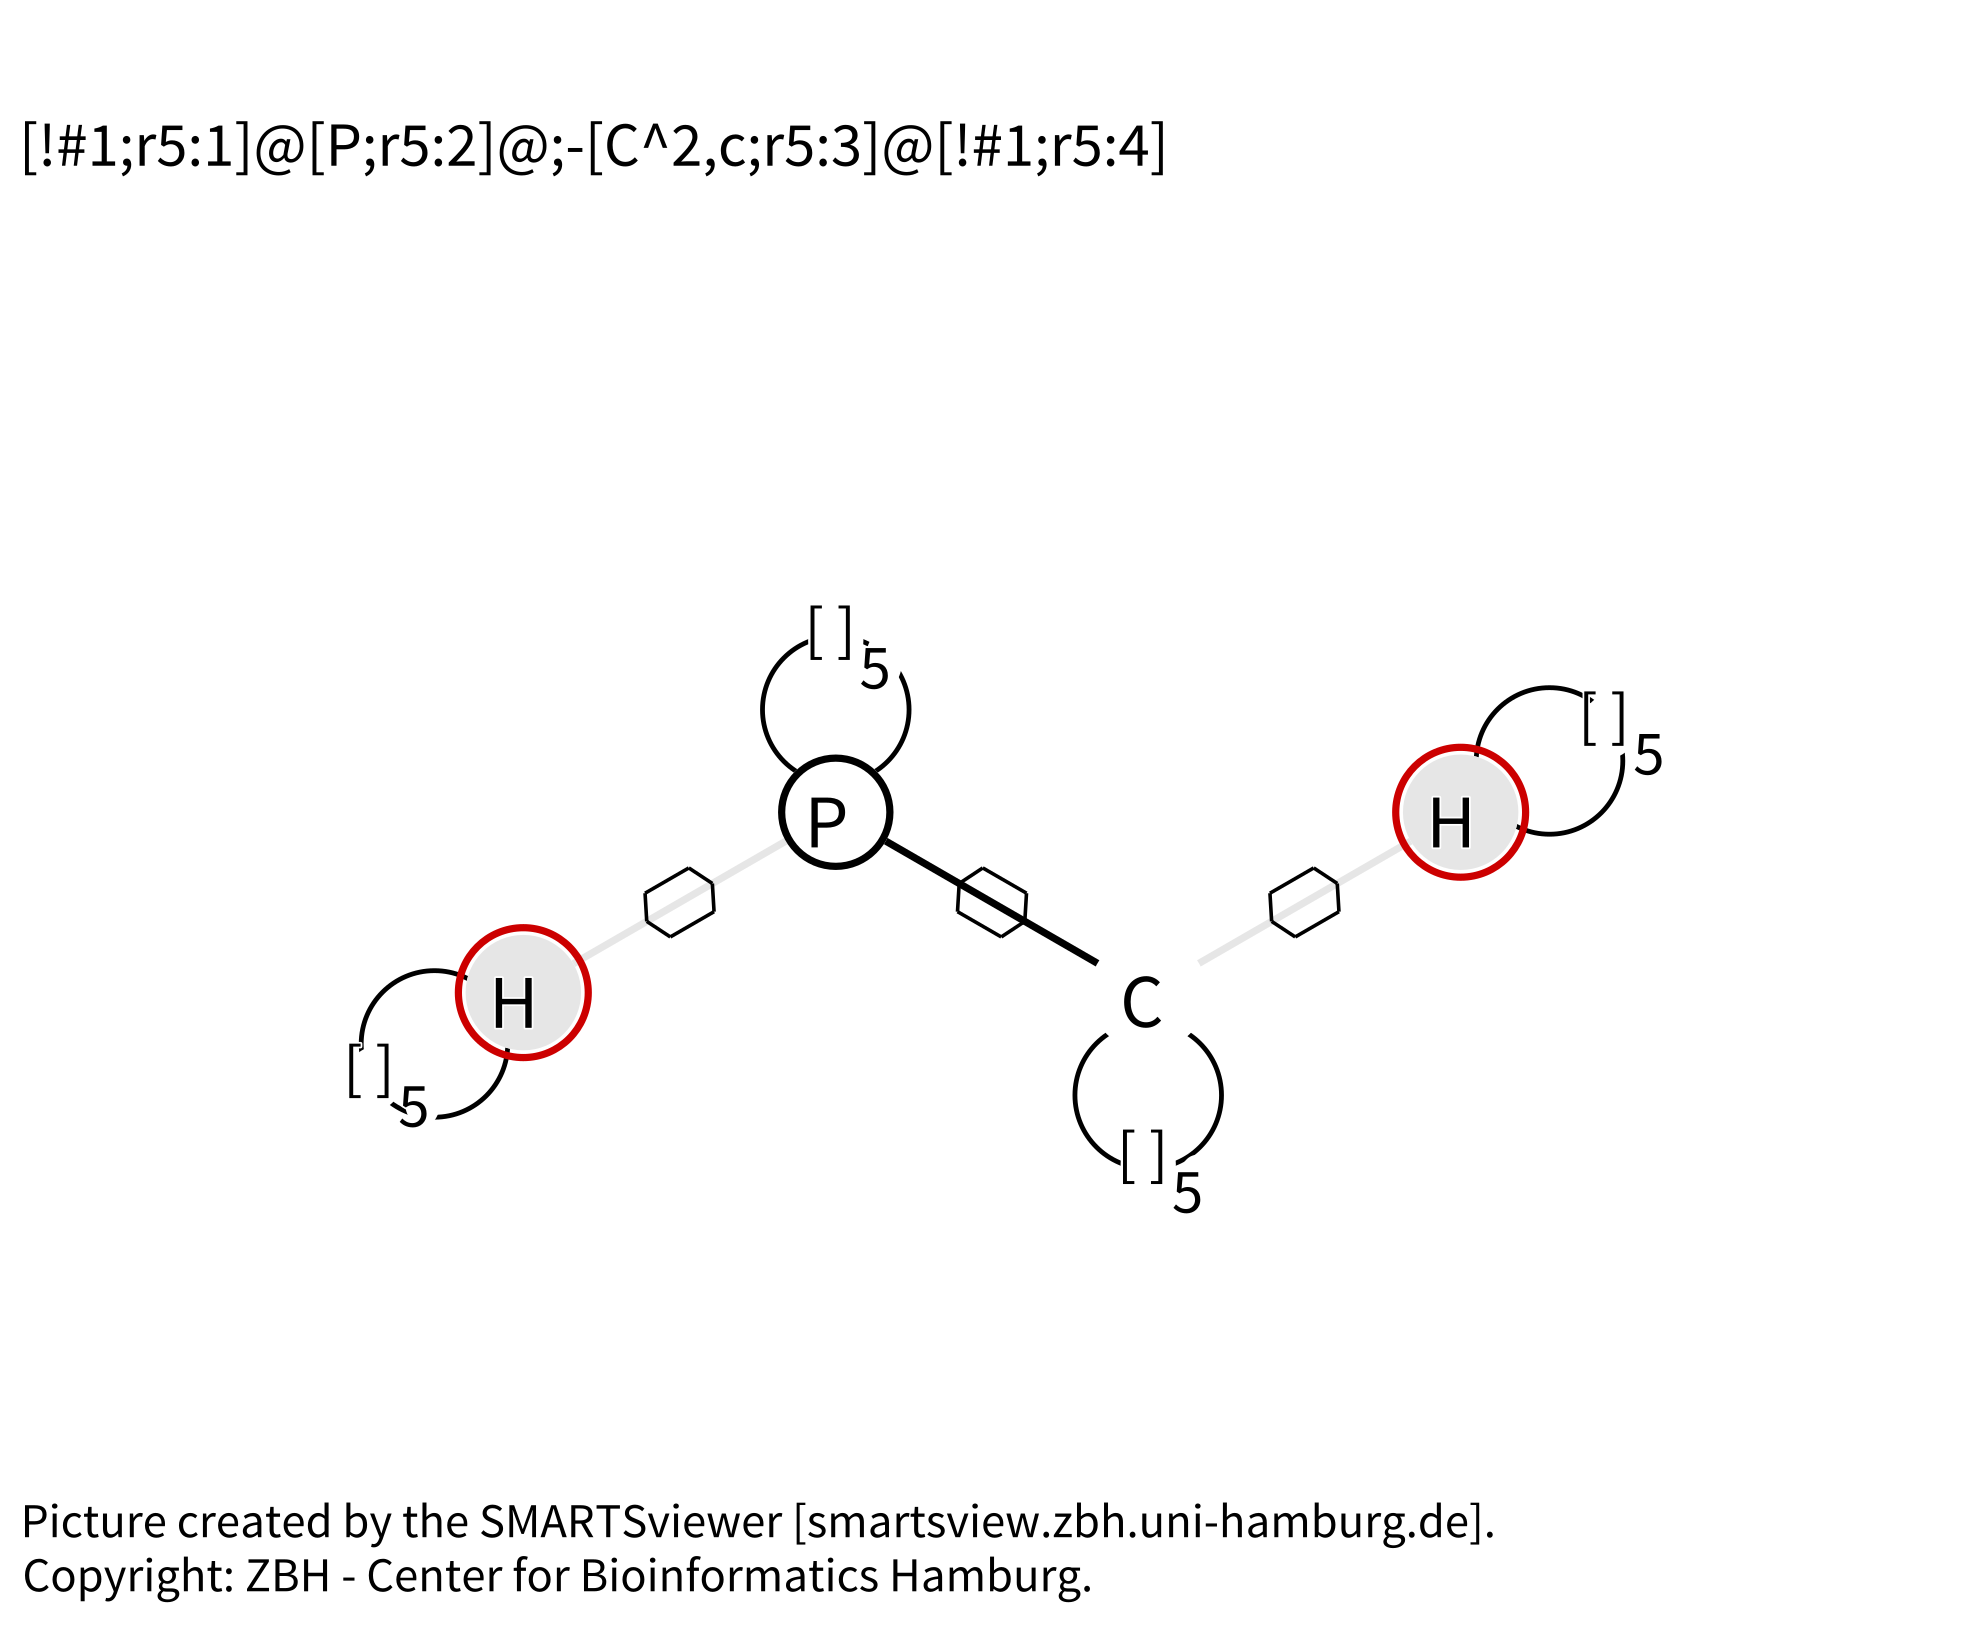 [!#1;r5:1]@[P;r5:2]@;-[C^2,c;r5:3]@[!#1;r5:4]
[ ]5
[ ]5
P
H
H
C
[ ]5
[ ]5
Picture created by the SMARTSviewer [smartsview.zbh.uni-hamburg.de].
Copyright: ZBH - Center for Bioinformatics Hamburg.